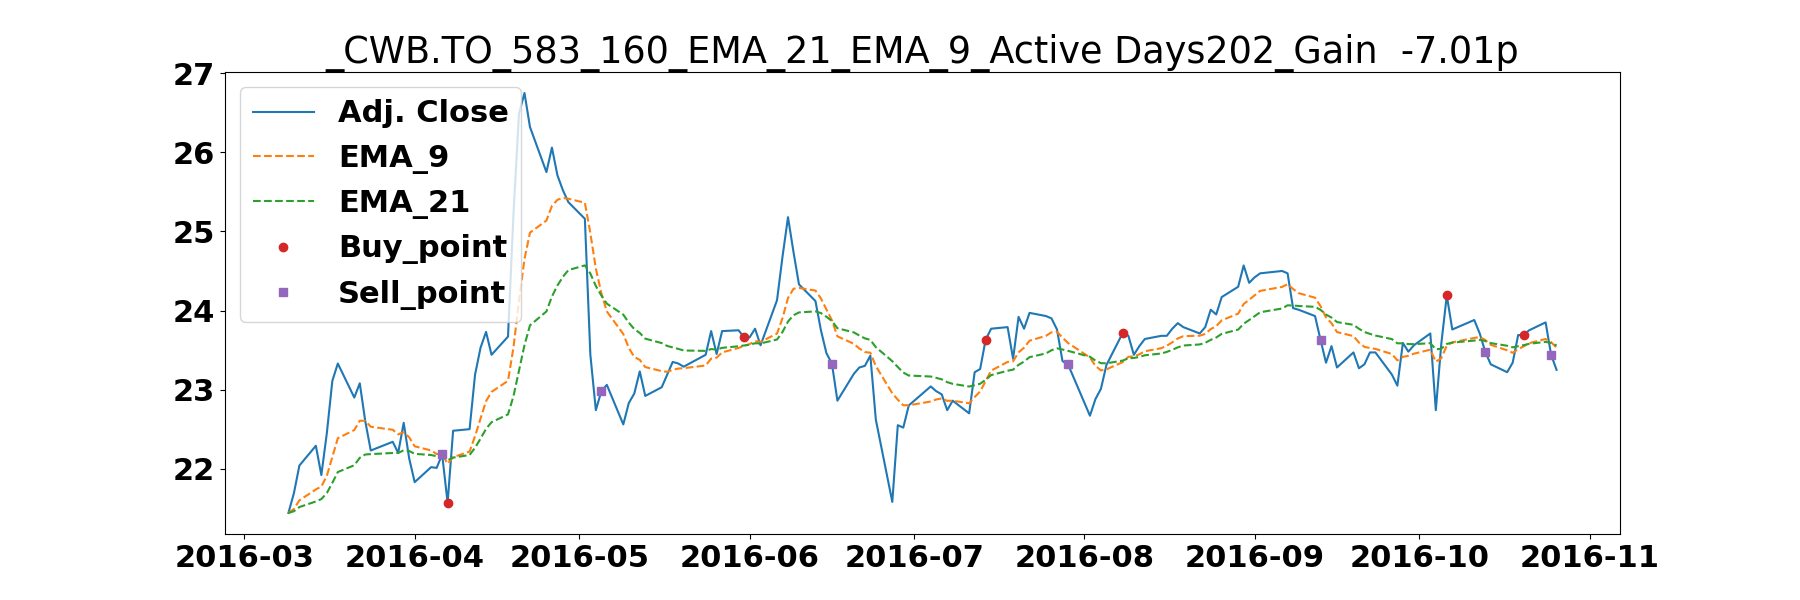 _CWB.TO_583_160_EMA_21_EMA_9_Active Days202_Gain  -7.01p
27
26
25
24
23
22
Adj. Close
EMA_9
EMA_21
Buy_point
Sell_point
2016-03 2016-04 2016-05 2016-06 2016-07 2016-08 2016-09 2016-10 2016-11